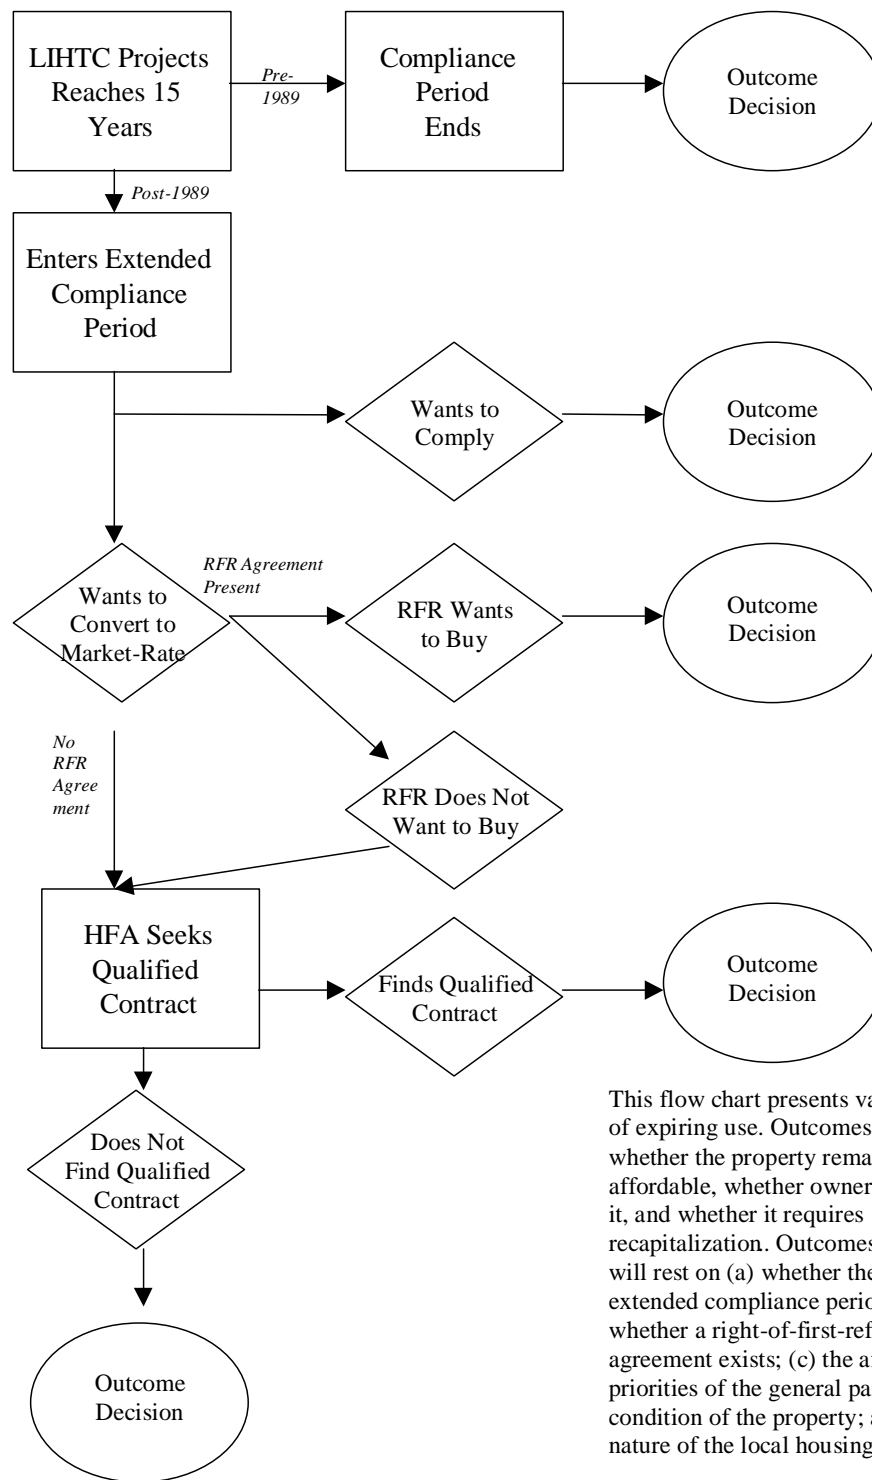 LIHTC Projects
Reaches 15
Years
Pre-
1989
Compliance
Period
Ends
Outcome
Decision
Post-1989
Enters Extended
Compliance
Period
Wants to
Comply
Outcome
Decision
Wants to
Convert to
Market-Rate
RFR Agreement
Present
RFR Wants
to Buy
Outcome
Decision
No
RFR
Agree
ment
RFR Does Not
Want to Buy
HFA Seeks
Qualified
Contract
Finds Qualified
Contract
Outcome
Decision
Does Not
Find Qualified
Contract
Outcome
Decision
This flow chart presents va
of expiring use. Outcomes
whether the property rema
affordable, whether owner
it, and whether it requires
recapitalization.. Outcomes
will rest on (a) whether the
extended compliance perio
whether a right-of-first-ref
agreement exists; (c) the a
priorities of the general pa
condition of the property; a
nature of the local housing